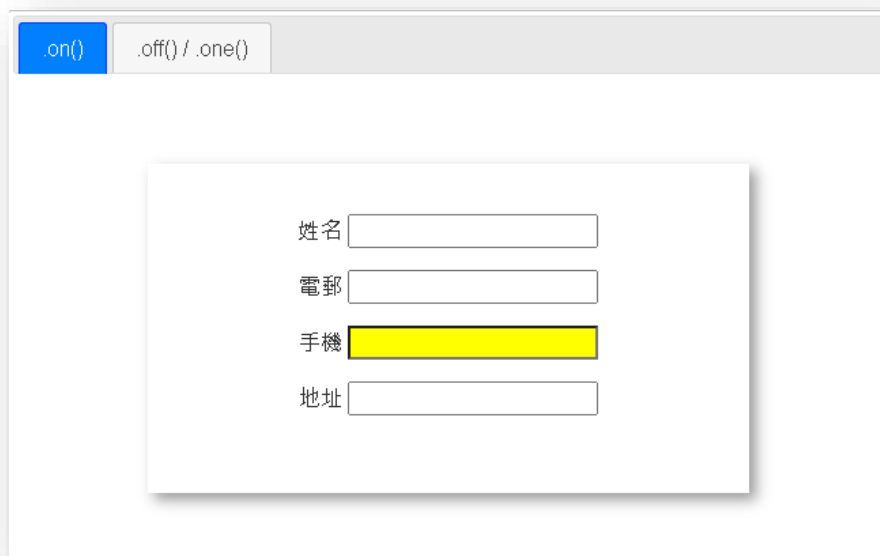 .on()
.off() / .one()
姓名
電郵
手機
地址